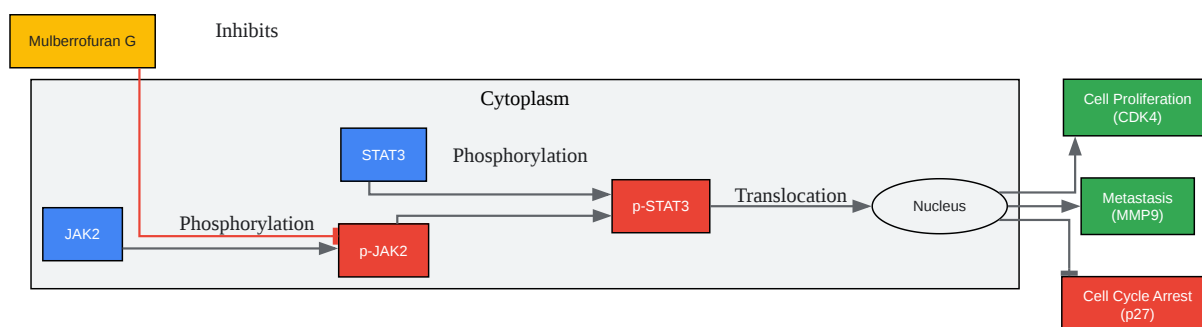 Inhibits
Mulberrofuran G
Cytoplasm
Cell Proliferation
(CDK4)
STAT3
Phosphorylation
Metastasis
(MMP9)
p-STAT3
Translocation
Nucleus
JAK2
Phosphorylation
p-JAK2
Cell Cycle Arrest
(p27)